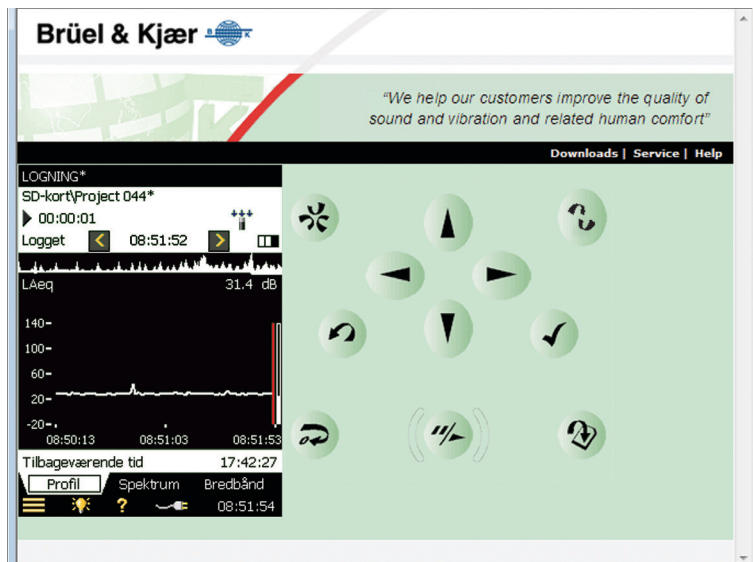 Brüel & Kjær B K
“We help our customers improve the quality of
sound and vibration and related human comfort”
Downloads | Service | Help
LOGNING*
SD-kort\Project 044*
00:00:01
Logget < 08:51:52 >
LAeq 31.4 dB
140-
100-
60-
20-
-20-
08:50:13 08:51:03 08:51:53
Tilbageværende tid 17:42:27
Profil Spektrum Bredbånd
? 08:51:54